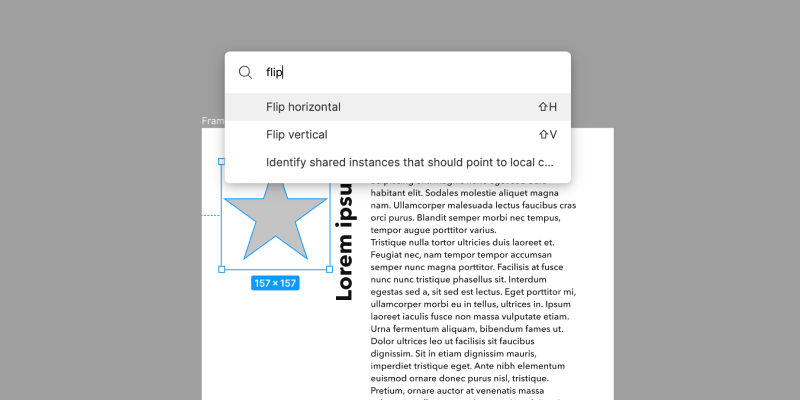 flip
Flip horizontal ⇧H
Flip vertical ⇧V
Identify shared instances that should point to local c...
Fram
Lorem ipsu
157 × 157
habitant elit. Sodales molestie aliquet magna
nam. Ullamcorper malesuada lectus faucibus cras
orci purus. Blandit semper morbi nec tempus,
tempor augue porttitor varius.
Tristique nulla tortor ultricies duis laoreet et.
Feugiat nec, nam tempor tempor accumsan
semper nunc magna porttitor. Facilisis at fusce
nunc nunc tristique phasellus sit. Interdum
egestas sed a, sit sed est lectus. Eget porttitor mi,
ullamcorper morbi eu in tellus, ultrices in. Ipsum
laoreet iaculis fusce non massa vulputate etiam.
Urna fermentum aliquam, bibendum fames ut.
Dolor ultrices leo ut facilisis sit faucibus
dignissim. Sit in etiam dignissim mauris,
imperdiet tristique eget. Ante nibh elementum
euismod ornare donec purus nisl, tristique.
Pretium, ornare auctor at venenatis massa